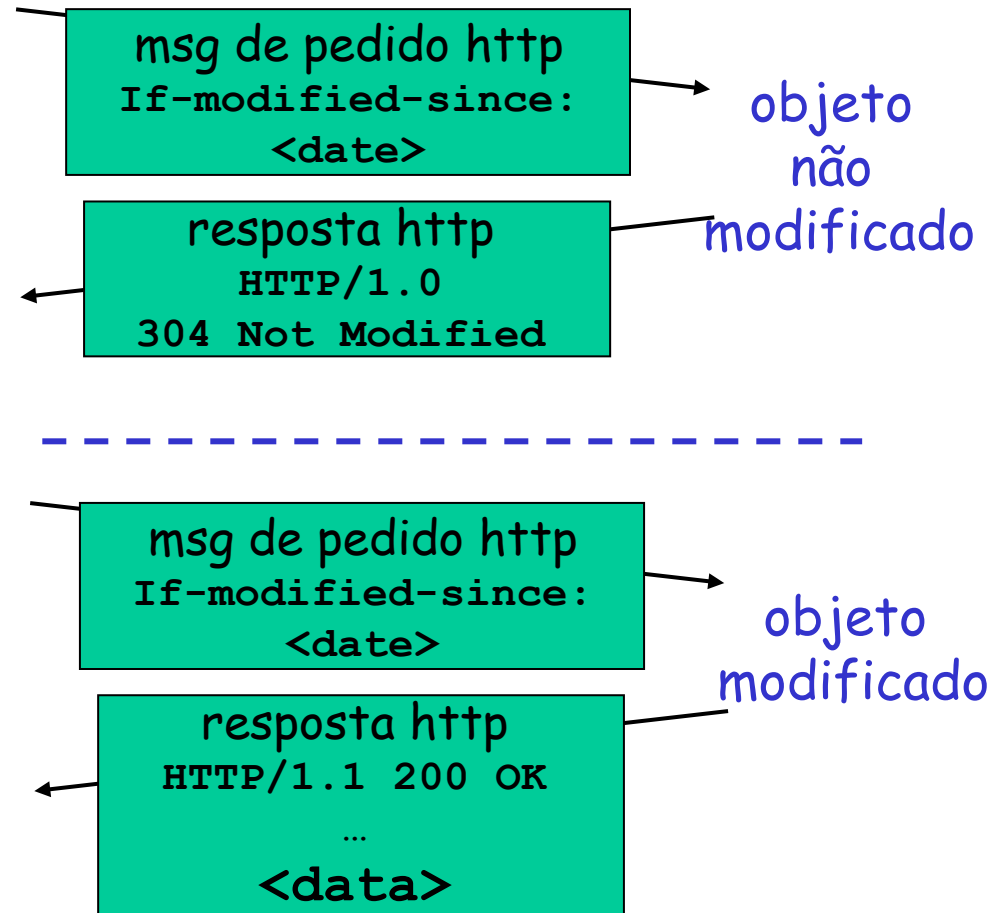 msg de pedido http
If-modified-since:
<date>
objeto
não
modificado
resposta http
HTTP/1.0
304 Not Modified
msg de pedido http
If-modified-since:
<date>
objeto
modificado
resposta http
HTTP/1.1 200 OK
…
<data>